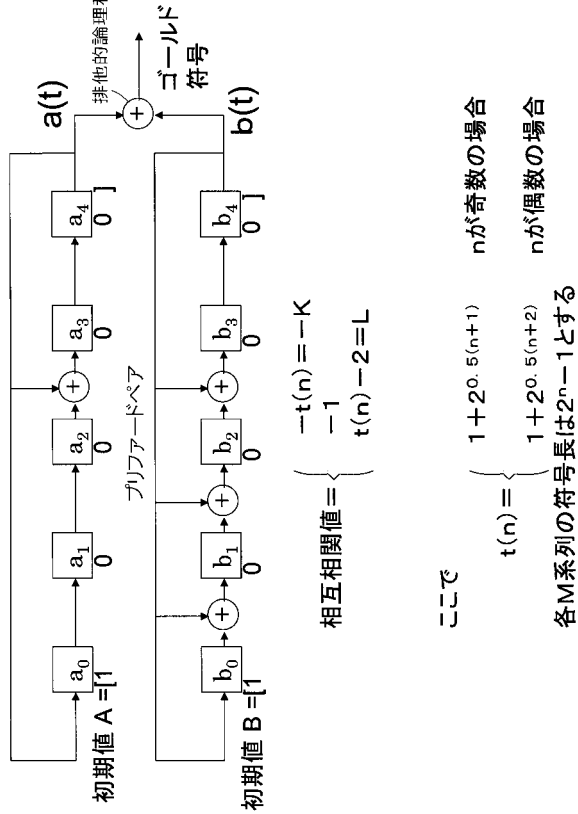 a(t)
排他的論理和
a₀ a₁ a₂ + a₃ a₄ +
初期値 A =[1 0 0 0 0 ]
ゴールド
符号
プリファードペア
b(t)
b₀ + b₁ + b₂ + b₃ b₄
初期値 B =[1 0 0 0 0 ]
相互相関値＝{
−t(n)＝−K
−1
t(n)−2＝L
ここで
t(n)＝{
1＋2^0.5(n+1) nが奇数の場合
1＋2^0.5(n+2) nが偶数の場合
各M系列の符号長は2ⁿ−1とする